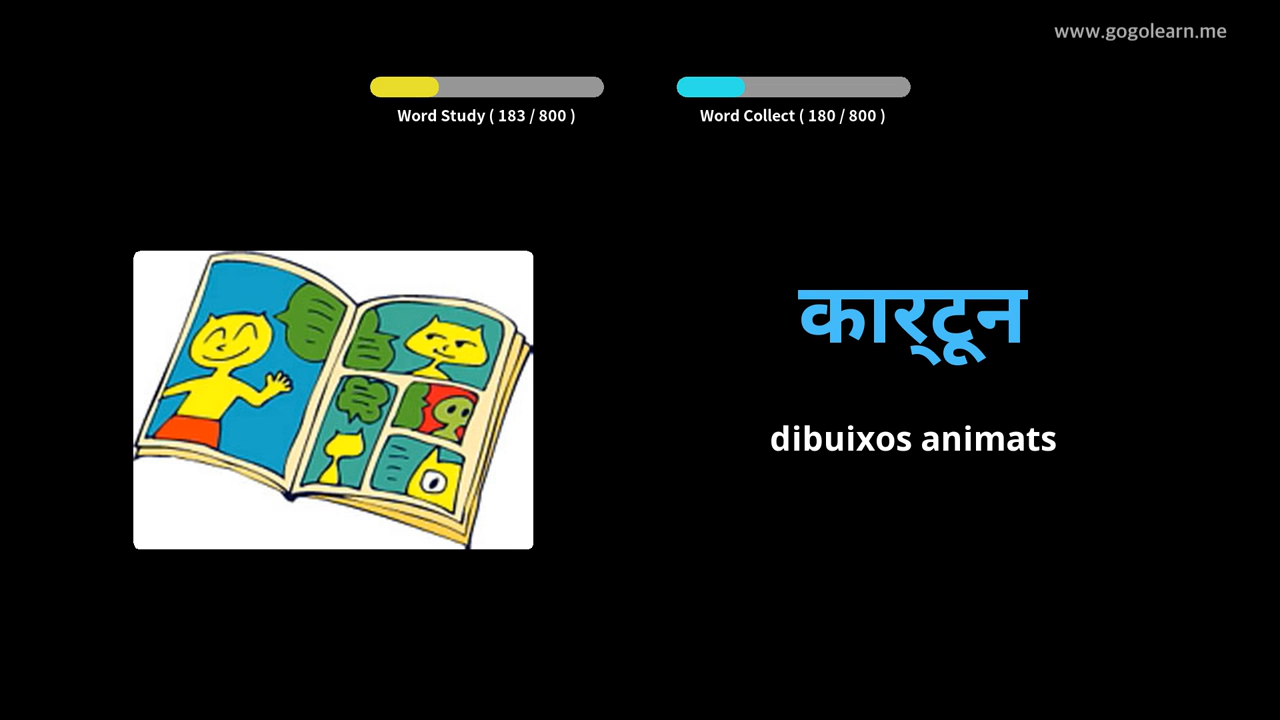 www.gogolearn.me
Word Study ( 183 / 800 )
Word Collect ( 180 / 800 )
कार्टून
dibuixos animats